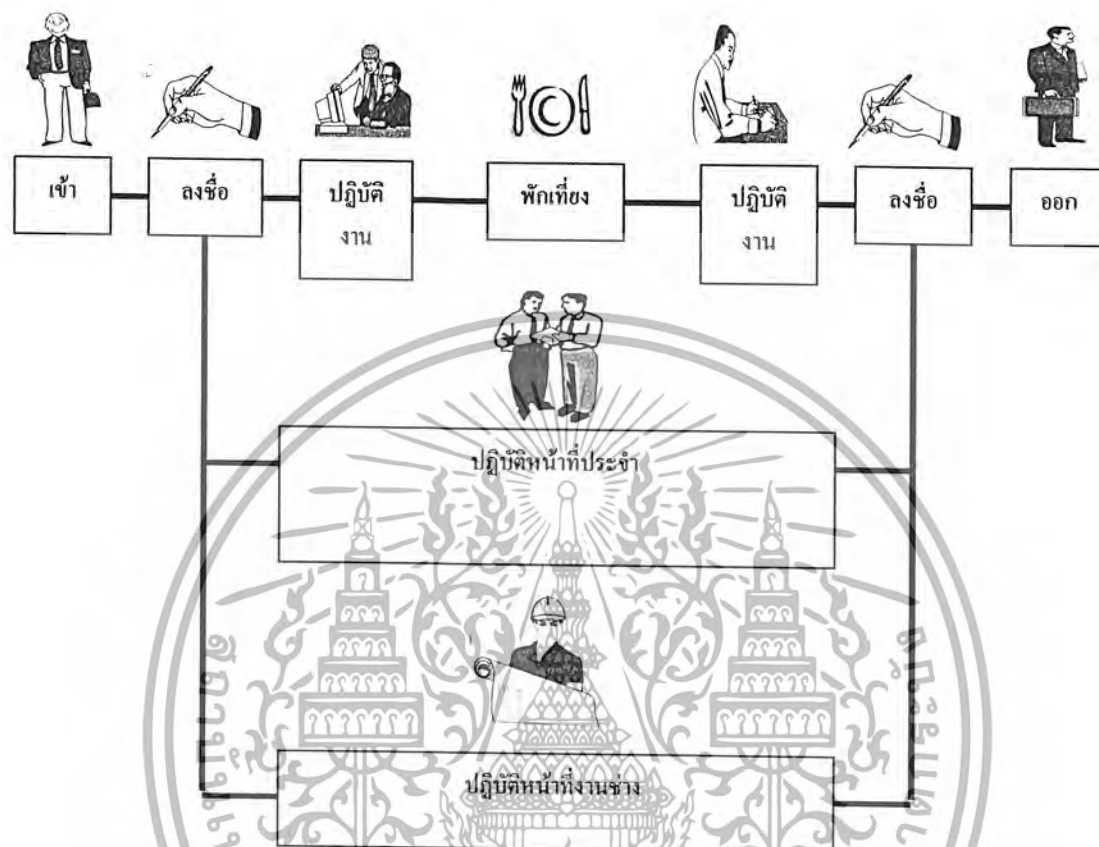 เข้า
ลงชื่อ
ปฏิบัติ
งาน
พักเที่ยง
ปฏิบัติ
งาน
ลงชื่อ
ออก
ปฏิบัติหน้าที่ประจำ
ปฏิบัติหน้าที่งานช่าง